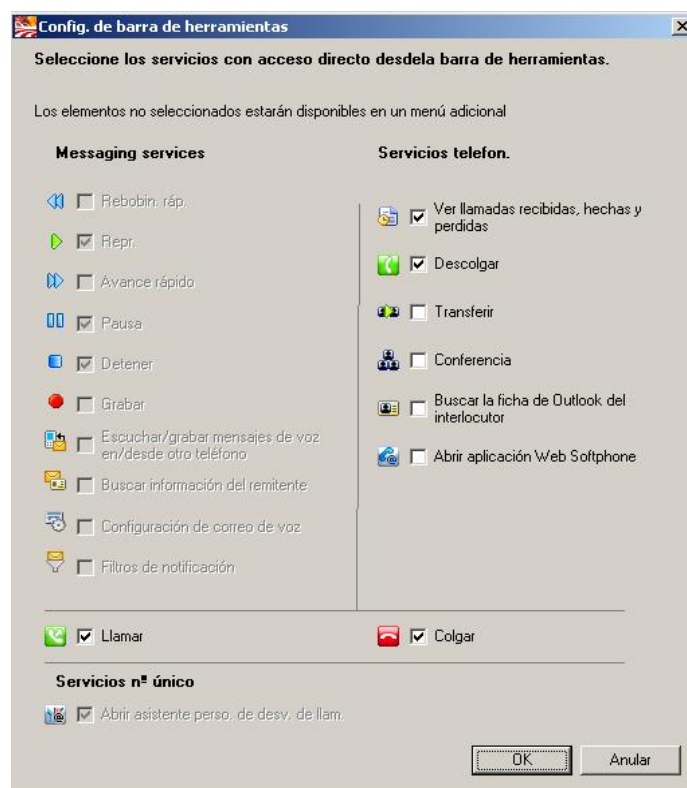 Config. de barra de herramientas
Seleccione los servicios con acceso directo desdela barra de herramientas.
Los elementos no seleccionados estarán disponibles en un menú adicional
Messaging services
Rebobin. ráp.
Repr.
Avance rápido
Pausa
Detener
Grabar
Escuchar/grabar mensajes de voz
en/desde otro teléfono
Buscar información del remitente
Configuración de correo de voz
Filtros de notificación
Servicios telefon.
Ver llamadas recibidas, hechas y
perdidas
Descolgar
Transferir
Conferencia
Buscar la ficha de Outlook del
interlocutor
Abrir aplicación Web Softphone
Llamar
Colgar
Servicios nº único
Abrir asistente perso. de desv. de llam.
OK
Anular